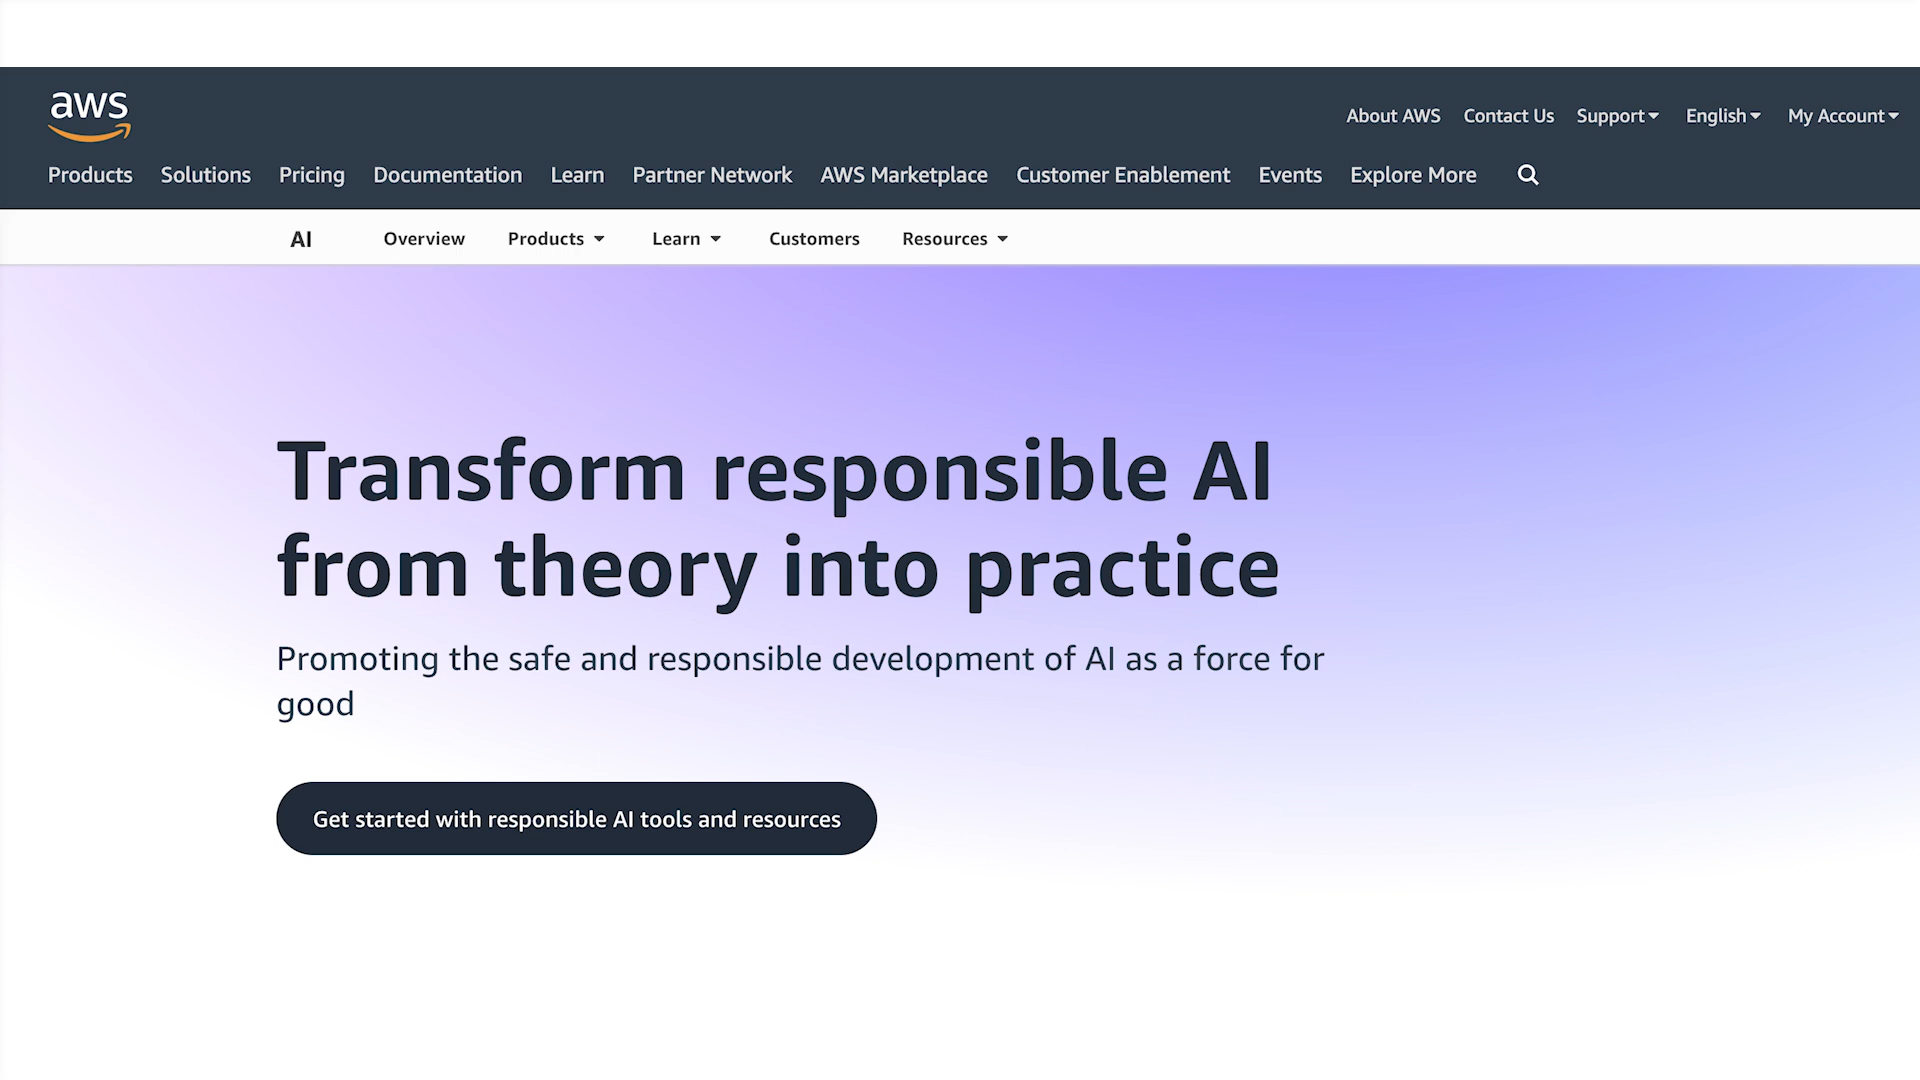 aws
About AWS Contact Us Support English My Account
Products Solutions Pricing Documentation Learn Partner Network AWS Marketplace Customer Enablement Events Explore More
AI Overview Products Learn Customers Resources
Transform responsible AI
from theory into practice
Promoting the safe and responsible development of AI as a force for
good
Get started with responsible AI tools and resources